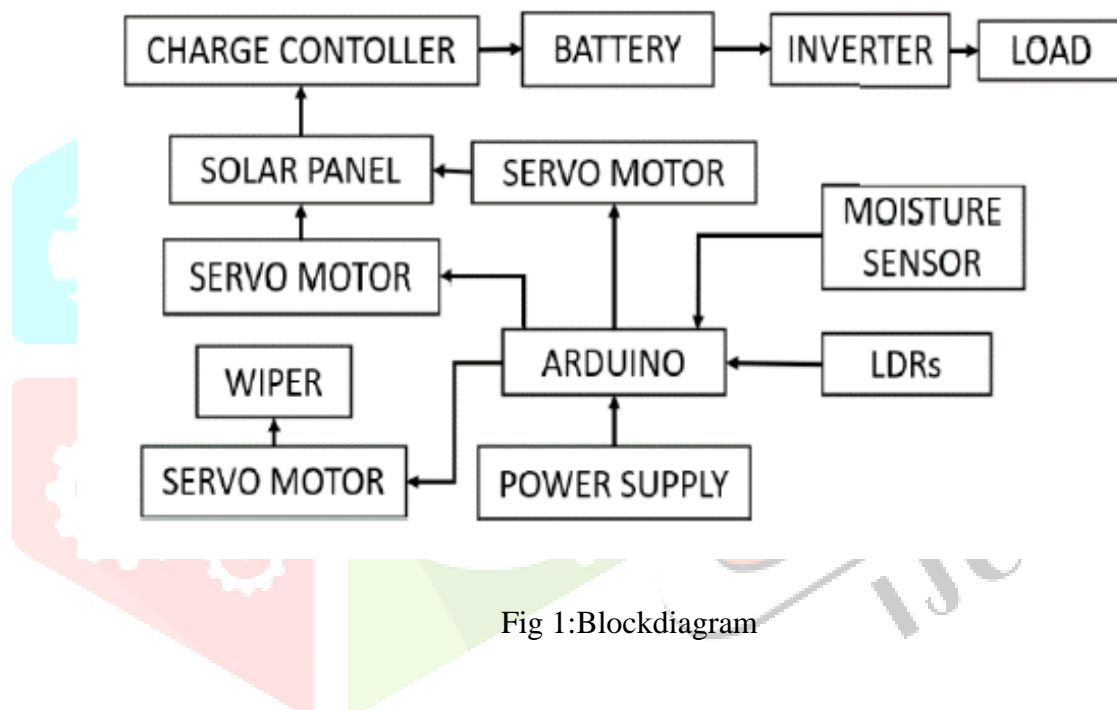 CHARGE CONTOLLER
BATTERY
INVERTER
LOAD
SOLAR PANEL
SERVO MOTOR
MOISTURE
SENSOR
SERVO MOTOR
ARDUINO
LDRs
WIPER
SERVO MOTOR
POWER SUPPLY
Fig 1:Blockdiagram